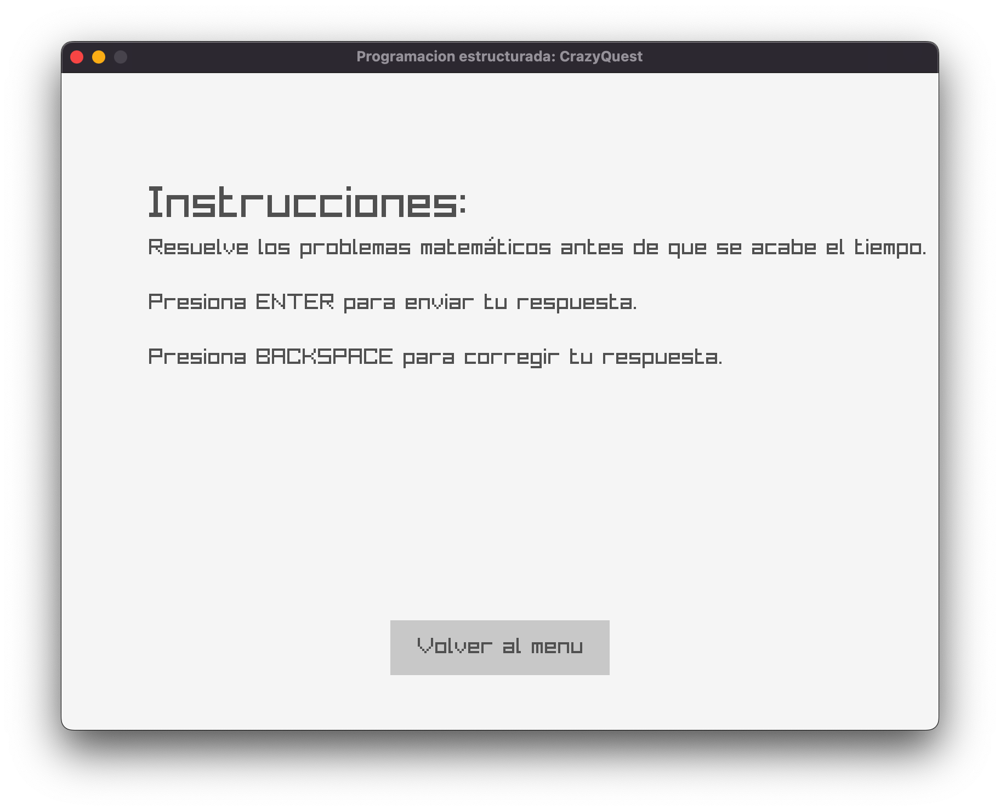 Programacion estructurada: CrazyQuest
Instrucciones:
Resuelve los problemas matemáticos antes de que se acabe el tiempo.
Presiona ENTER para enviar tu respuesta.
Presiona BACKSPACE para corregir tu respuesta.
Volver al menu